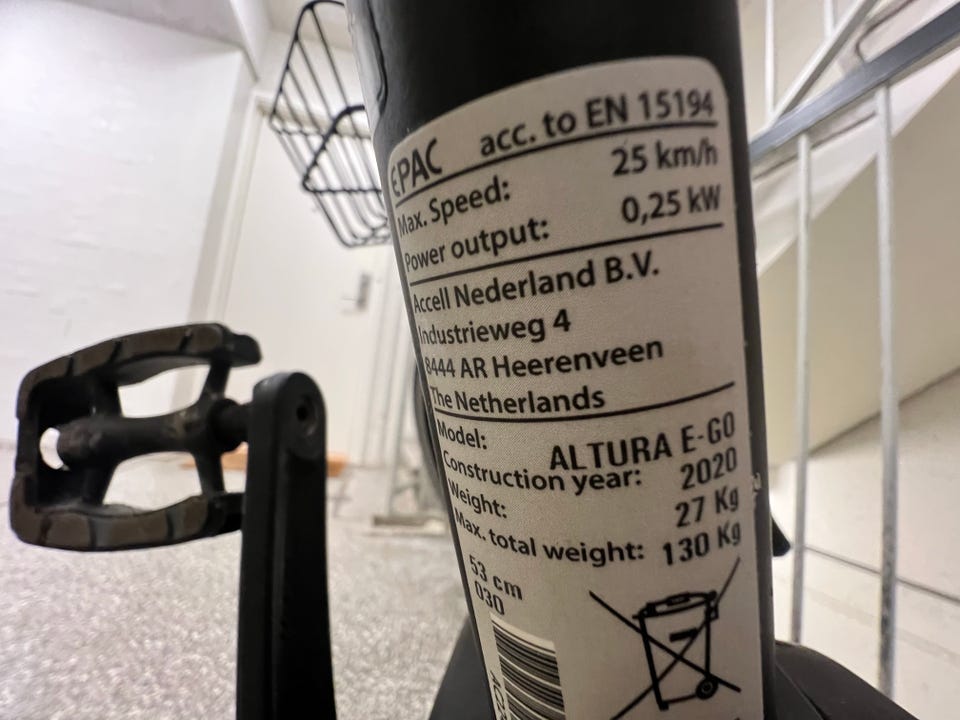 EPAC acc. to EN 15194
Max. Speed: 25 km/h
Power output: 0,25 kW
Accell Nederland B.V.
Industrieweg 4
8444 AR Heerenveen
The Netherlands
Model: ALTURA E-GO
Construction year: 2020
Weight: 27 Kg
Max. total weight: 130 Kg
53 cm
030